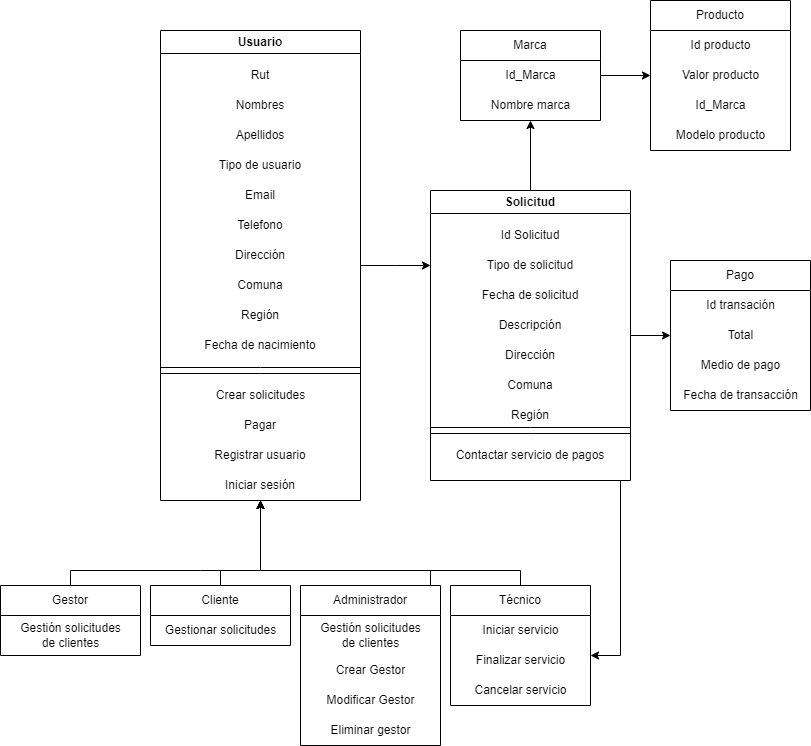 Usuario
Rut
Nombres
Apellidos
Tipo de usuario
Email
Telefono
Dirección
Comuna
Región
Fecha de nacimiento
Crear solicitudes
Pagar
Registrar usuario
Iniciar sesión
Marca
Id_Marca
Nombre marca
Producto
Id producto
Valor producto
Id_Marca
Modelo producto
Solicitud
Id Solicitud
Tipo de solicitud
Fecha de solicitud
Descripción
Dirección
Comuna
Región
Contactar servicio de pagos
Pago
Id transación
Total
Medio de pago
Fecha de transacción
Gestor
Gestión solicitudes
de clientes
Cliente
Gestionar solicitudes
Administrador
Gestión solicitudes
de clientes
Crear Gestor
Modificar Gestor
Eliminar gestor
Técnico
Iniciar servicio
Finalizar servicio
Cancelar servicio